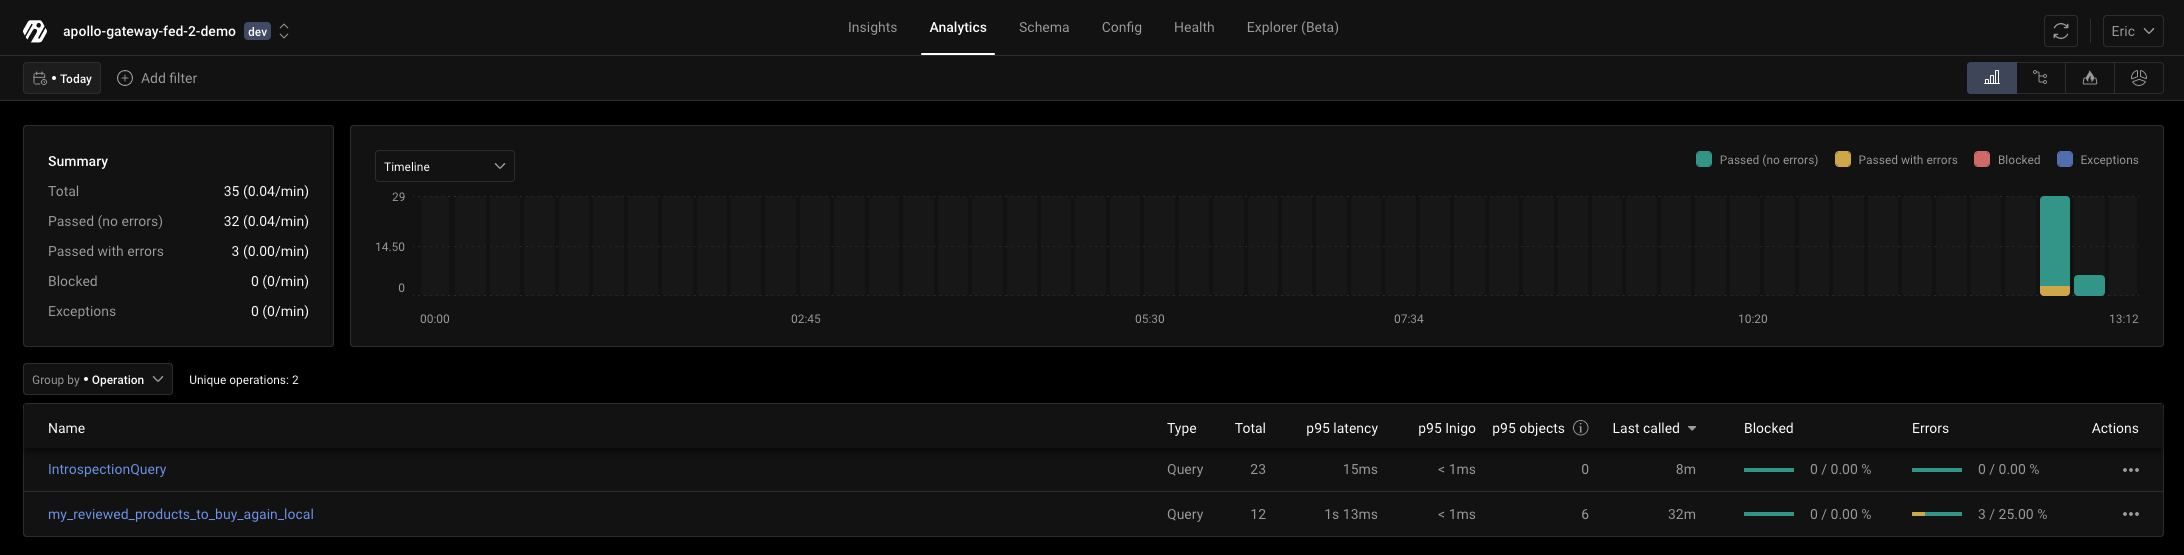 apollo-gateway-fed-2-demo dev Insights Analytics Schema Config Health Explorer (Beta) Eric
• Today Add filter
Summary
Total 35 (0.04/min)
Passed (no errors) 32 (0.04/min)
Passed with errors 3 (0.00/min)
Blocked 0 (0/min)
Exceptions 0 (0/min)
Timeline Passed (no errors) Passed with errors Blocked Exceptions
29
14.50
0
00:00 02:45 05:30 07:34 10:20 13:12
Group by • Operation Unique operations: 2
Name Type Total p95 latency p95 Inigo p95 objects Last called Blocked Errors Actions
IntrospectionQuery Query 23 15ms < 1ms 0 8m 0 / 0.00 % 0 / 0.00 %
my_reviewed_products_to_buy_again_local Query 12 1s 13ms < 1ms 6 32m 0 / 0.00 % 3 / 25.00 %